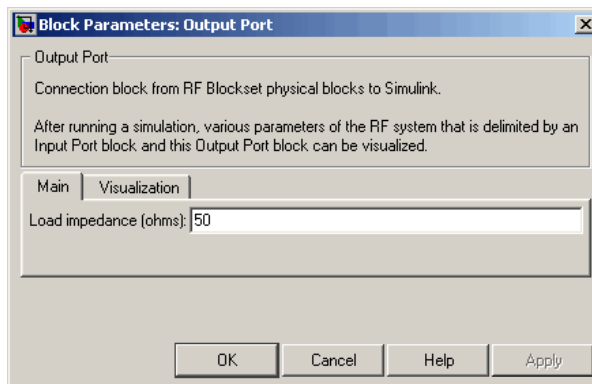 Block Parameters: Output Port
Output Port
Connection block from RF Blockset physical blocks to Simulink.
After running a simulation, various parameters of the RF system that is delimited by an
Input Port block and this Output Port block can be visualized.
Main Visualization
Load impedance (ohms): 50
OK Cancel Help Apply